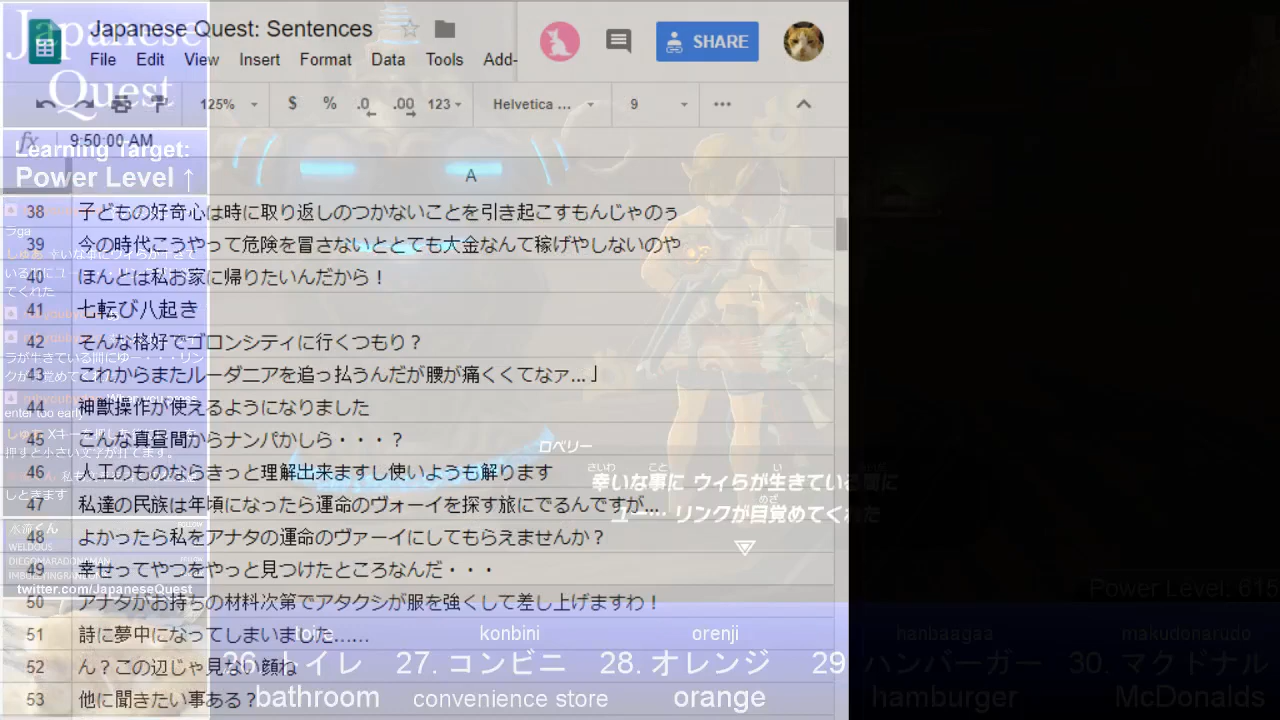 Japanese Quest: Sentences
SHARE
File Edit View Insert Format Data Tools Add-
125% $ % .0 .00 123 Helvetica ... 9
fx 9:50:00 AM
Japanese
Quest
Learning Target:
Power Level ↑
A
38 子どもの好奇心は時に取り返しのつかないことを引き起こすもんじゃのぅ
39 今の時代こうやって危険を冒さないととても大金なんて稼げやしないのや
40 ほんとは私お家に帰りたいんだから！
41 七転び八起き
42 そんな格好でゴロンシティに行くつもり？
43 これからまたルーダニアを追っ払うんだが腰が痛くくてなァ…」
44 神獣操作が使えるようになりました
45 こんな真昼間からナンパかしら・・・？
46 人工のものならきっと理解出来ますし使いようも解ります
47 私達の民族は年頃になったら運命のヴォーイを探す旅にでるんですが…
48 よかったら私をアナタの運命のヴァーイにしてもらえませんか？
49 幸せってやつをやっと見つけたところなんだ・・・
50 アナタがお持ちの材料次第でアタクシが服を強くして差し上げますわ！
51 詩に夢中になってしまいました……
52 ん？この辺じゃ見ない顔ね
53 他に聞きたい事ある？
ロベリー
幸いな事に ウィらが生きている間に
ユー… リンクが目覚めてくれた
WELDOUS
DIEGOMARADONAMAN
twitter.com/JapaneseQuest
Power Level: 615
konbini orenji hanbaagaa makudonarudo
26. トイレ 27. コンビニ 28. オレンジ 29 ハンバーガー 30. マクドナル
bathroom convenience store orange hamburger McDonalds